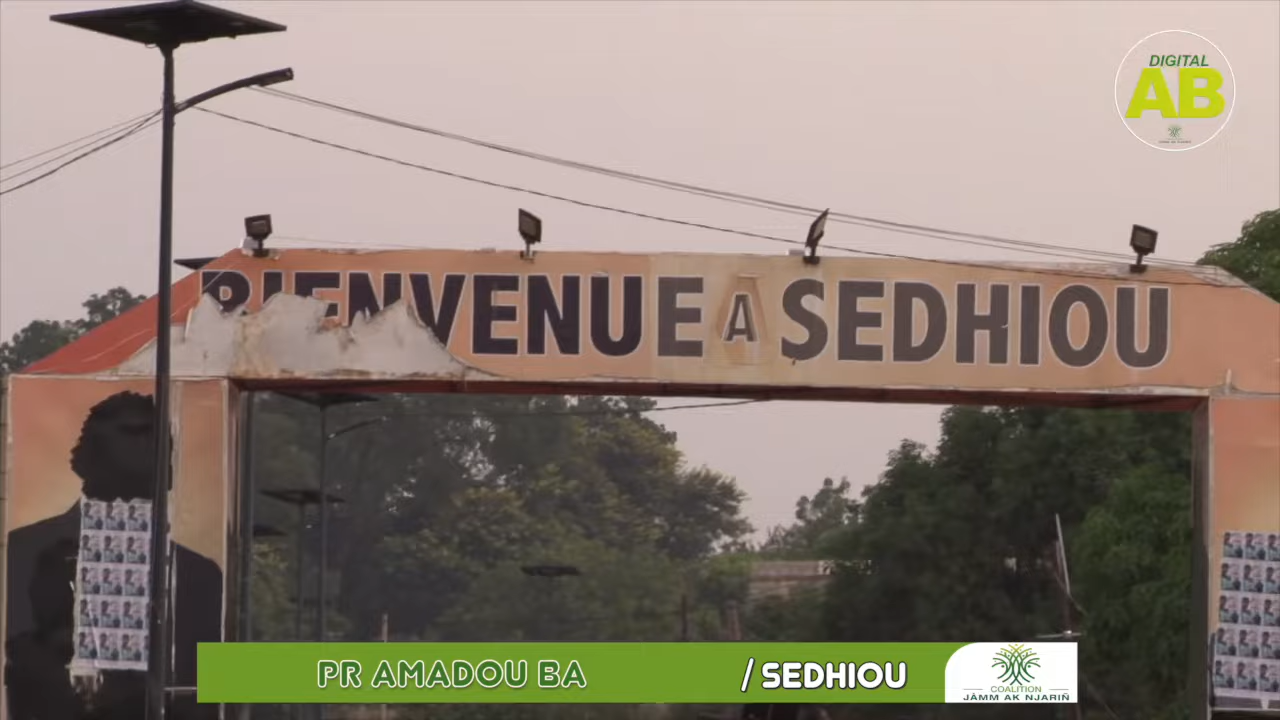 DIGITAL
AB
BIENVENUE A SEDHIOU
PR AMADOU BA / SEDHIOU
COALITION
JÀMM AK NJARIÑ